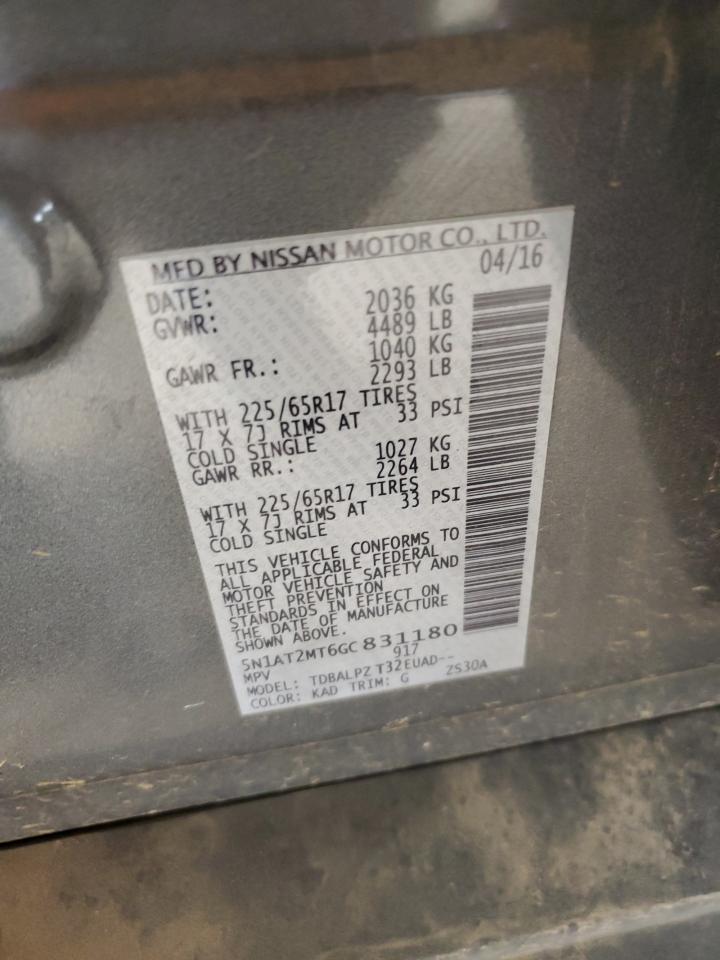 MFD BY NISSAN MOTOR CO., LTD.
DATE: 04/16
GVWR: 2036 KG
4489 LB
GAWR FR.: 1040 KG
2293 LB
WITH 225/65R17 TIRES
17 X 7J RIMS AT 33 PSI
COLD SINGLE
GAWR RR.: 1027 KG
2264 LB
WITH 225/65R17 TIRES
17 X 7J RIMS AT 33 PSI
COLD SINGLE
THIS VEHICLE CONFORMS TO
ALL APPLICABLE FEDERAL
MOTOR VEHICLE SAFETY AND
THEFT PREVENTION
STANDARDS IN EFFECT ON
THE DATE OF MANUFACTURE
SHOWN ABOVE.
5N1AT2MT6GC831180
MPV 917
MODEL: TDBALPZ T32EUAD--
COLOR: KAD TRIM: G ZS30A